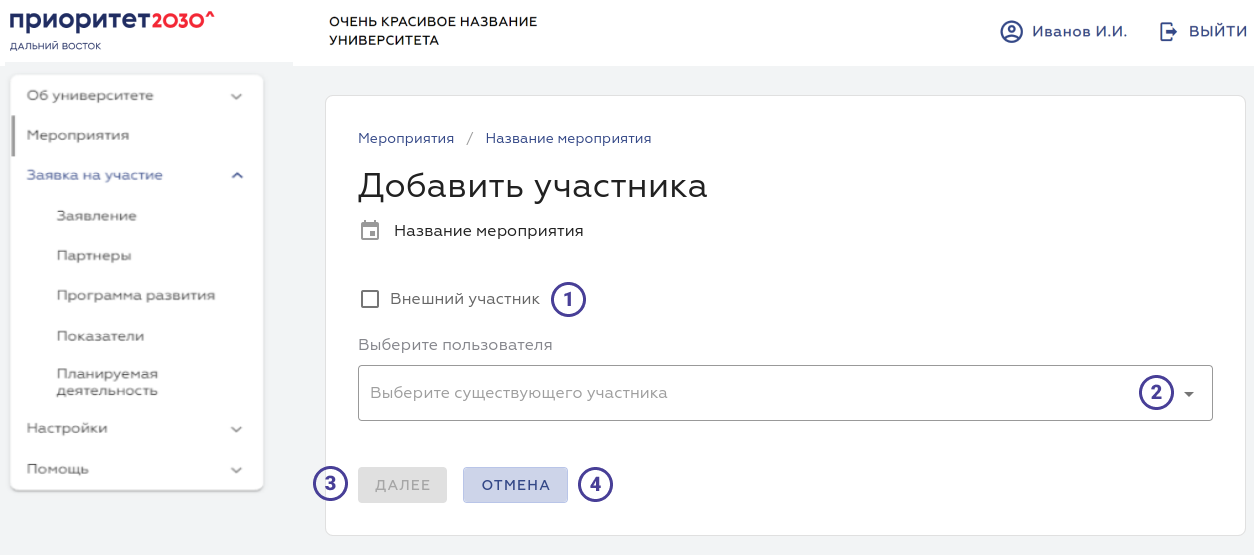 приоритет2030^
ДАЛЬНИЙ ВОСТОК
ОЧЕНЬ КРАСИВОЕ НАЗВАНИЕ
УНИВЕРСИТЕТА
Иванов И.И.
ВЫЙТИ
Об университете
Мероприятия
Заявка на участие
Заявление
Партнеры
Программа развития
Показатели
Планируемая
деятельность
Настройки
Помощь
Мероприятия / Название мероприятия
Добавить участника
Название мероприятия
Внешний участник 1
Выберите пользователя
Выберите существующего участника 2
3 ДАЛЕЕ ОТМЕНА 4